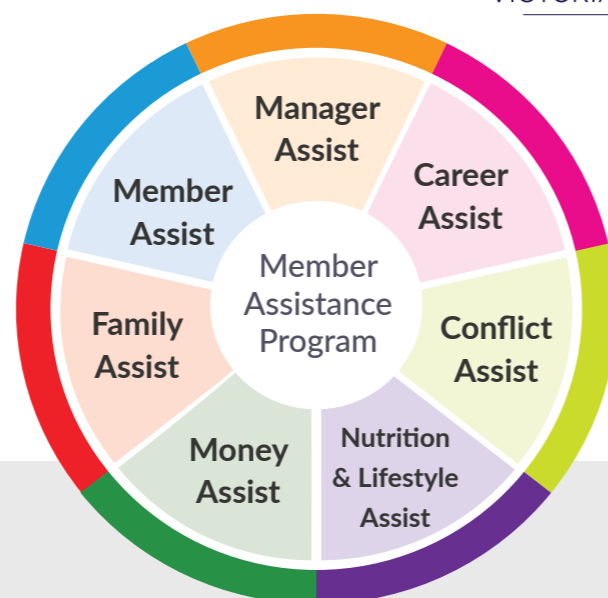 Manager
Assist
Career
Assist
Conflict
Assist
Nutrition
& Lifestyle
Assist
Money
Assist
Family
Assist
Member
Assist
Member
Assistance
Program